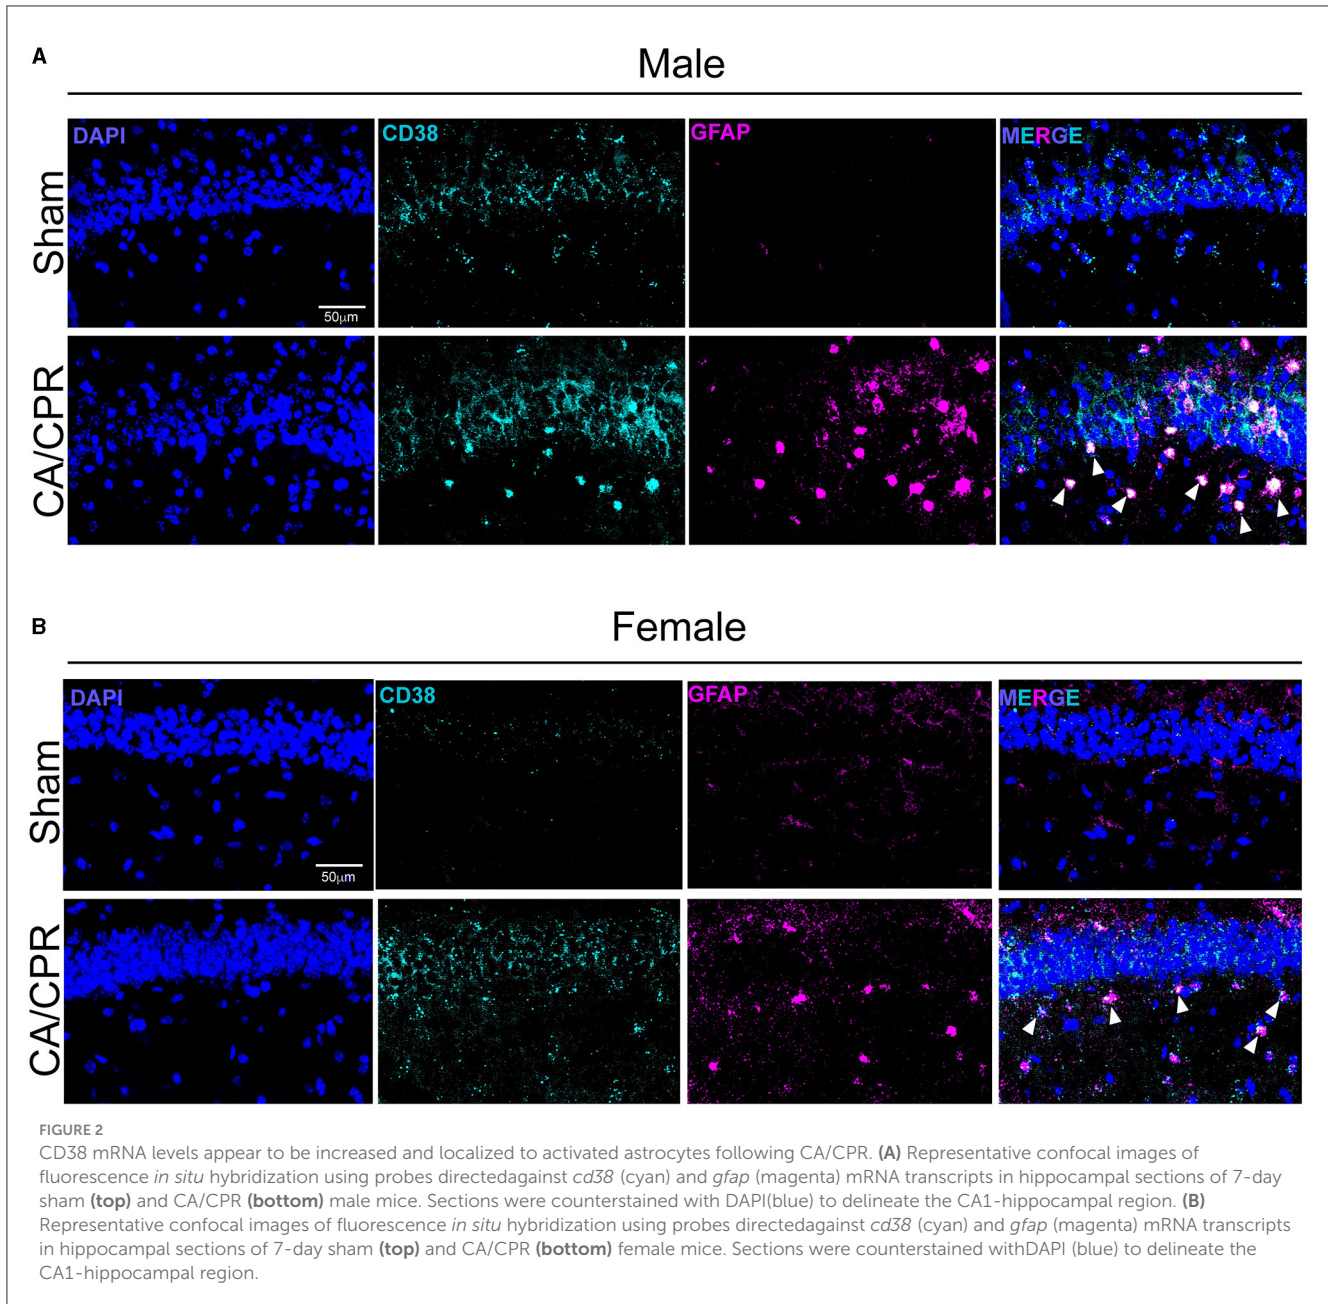 A
Male
DAPI CD38 GFAP MERGE
Sham
50µm
CA/CPR
B
Female
DAPI CD38 GFAP MERGE
Sham
50µm
CA/CPR
FIGURE 2
CD38 mRNA levels appear to be increased and localized to activated astrocytes following CA/CPR. (A) Representative confocal images of
fluorescence in situ hybridization using probes directedagainst cd38 (cyan) and gfap (magenta) mRNA transcripts in hippocampal sections of 7-day
sham (top) and CA/CPR (bottom) male mice. Sections were counterstained with DAPI(blue) to delineate the CA1-hippocampal region. (B)
Representative confocal images of fluorescence in situ hybridization using probes directedagainst cd38 (cyan) and gfap (magenta) mRNA transcripts
in hippocampal sections of 7-day sham (top) and CA/CPR (bottom) female mice. Sections were counterstained withDAPI (blue) to delineate the
CA1-hippocampal region.